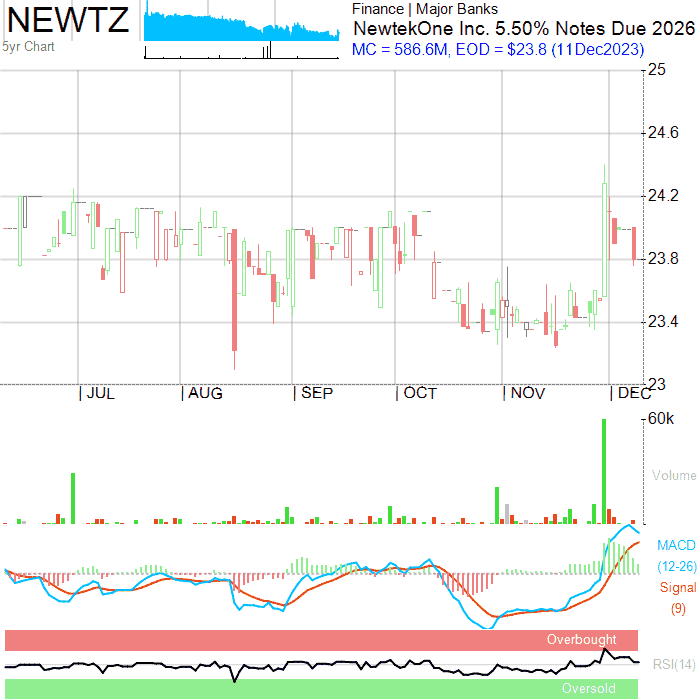 NEWTZ
5yr Chart
Finance | Major Banks
NewtekOne Inc. 5.50% Notes Due 2026
MC = 586.6M, EOD = $23.8 (11Dec2023)
25
24.6
24.2
23.8
23.4
23
JUL AUG SEP OCT NOV DEC
60k
Volume
MACD
(12-26)
Signal
(9)
Overbought
RSI(14)
Oversold